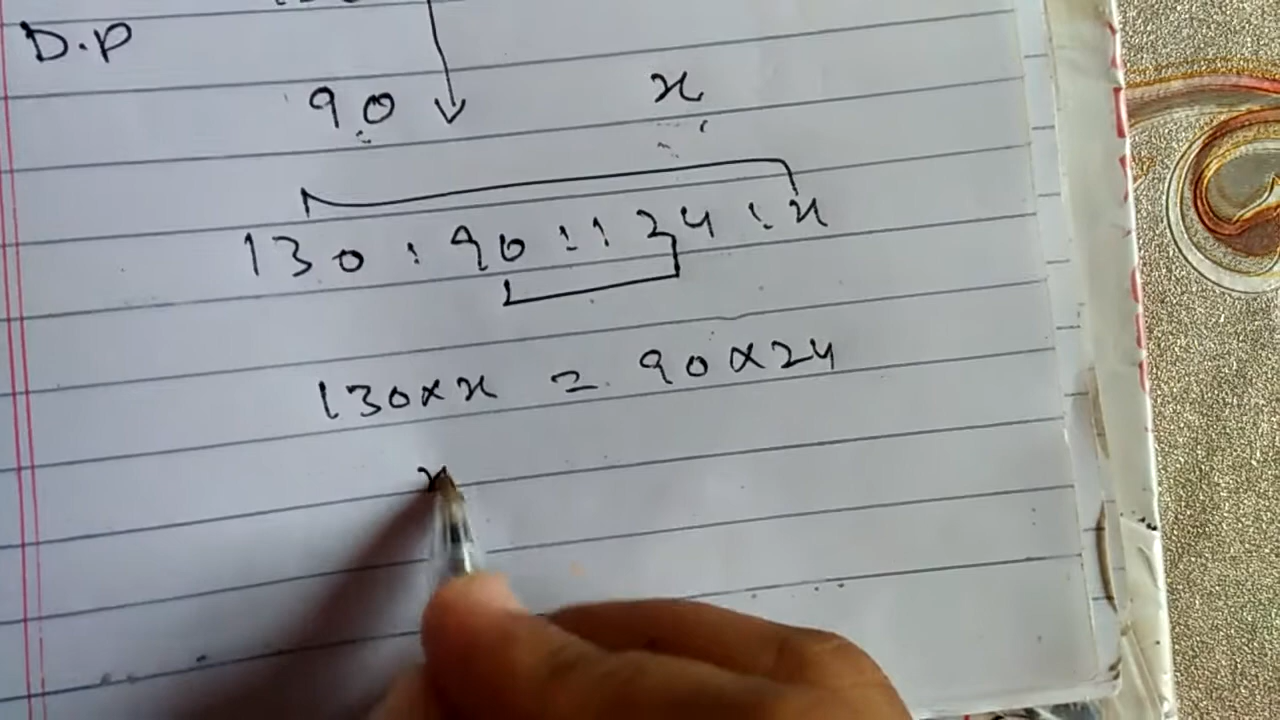 D.P
90 x
130 : 90 :: 24 : x
130 × x = 90 × 24
x